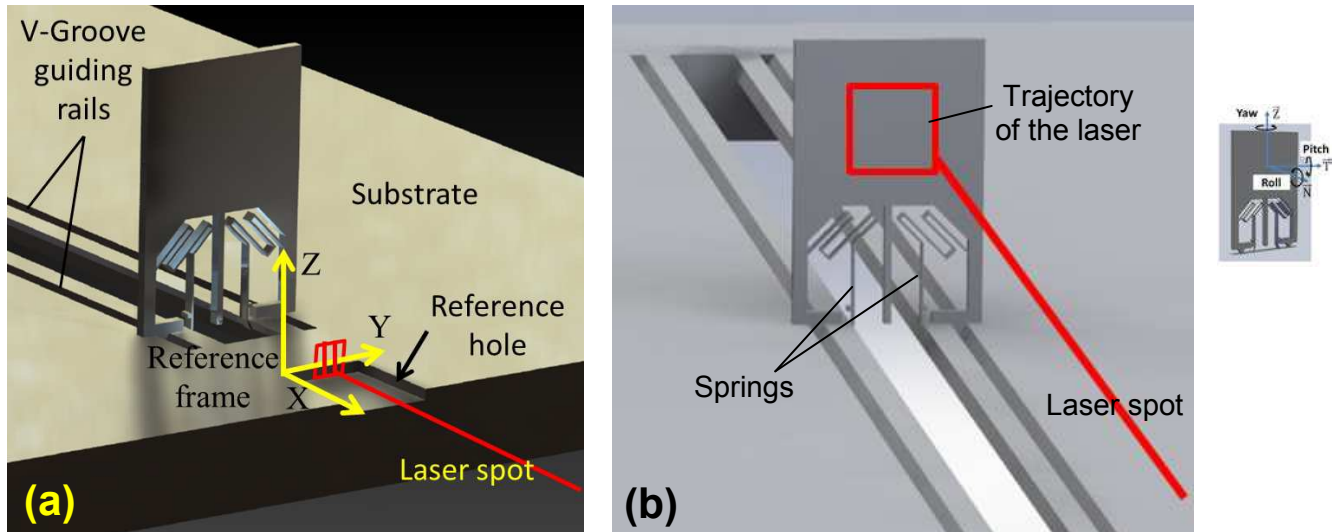 V-Groove
guiding
rails
Substrate
Z
Y
Reference
hole
Reference
frame
X
Laser spot
(a)
Trajectory
of the laser
Springs
Laser spot
(b)
Yaw
Z
Pitch
Roll
N